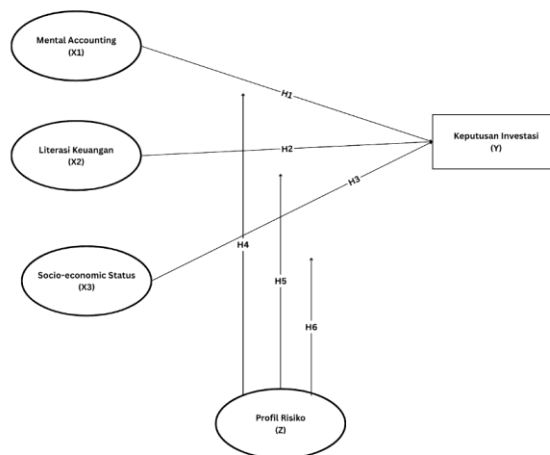 Mental Accounting
(X1)
H1
Literasi Keuangan
(X2)
H2
Keputusan Investasi
(Y)
H3
Socio-economic Status
(X3)
H4
H5
H6
Profil Risiko
(Z)